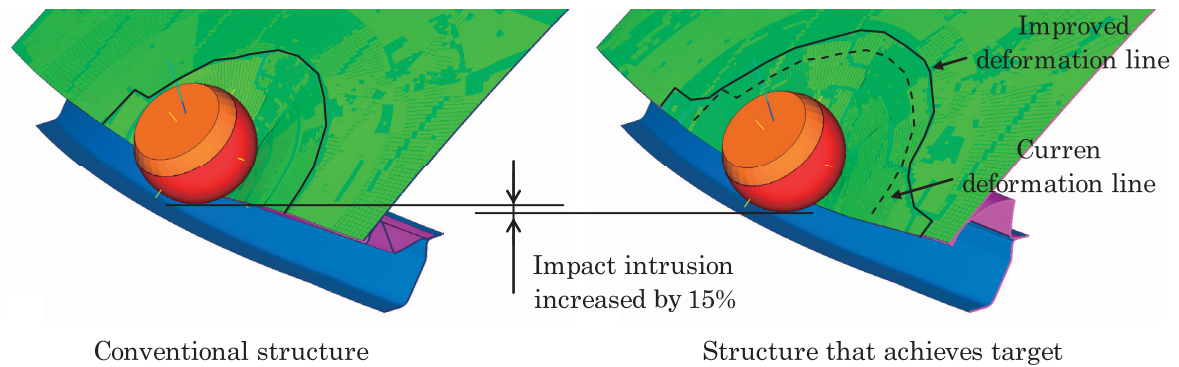 Improved
deformation line
Curren
deformation line
Impact intrusion
increased by 15%
Conventional structure
Structure that achieves target